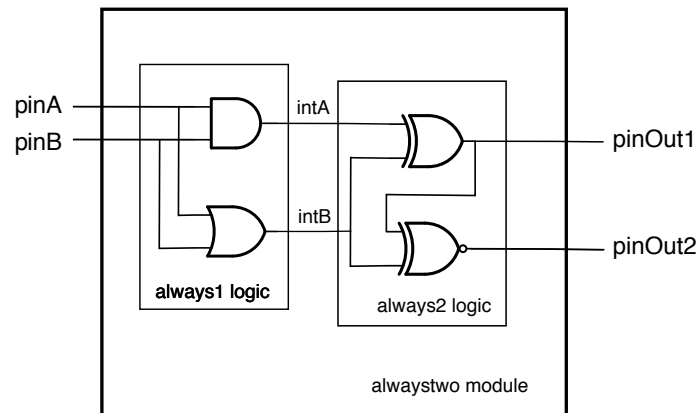 pinA
pinB
intA
intB
pinOut1
pinOut2
always1 logic
always2 logic
alwaystwo module